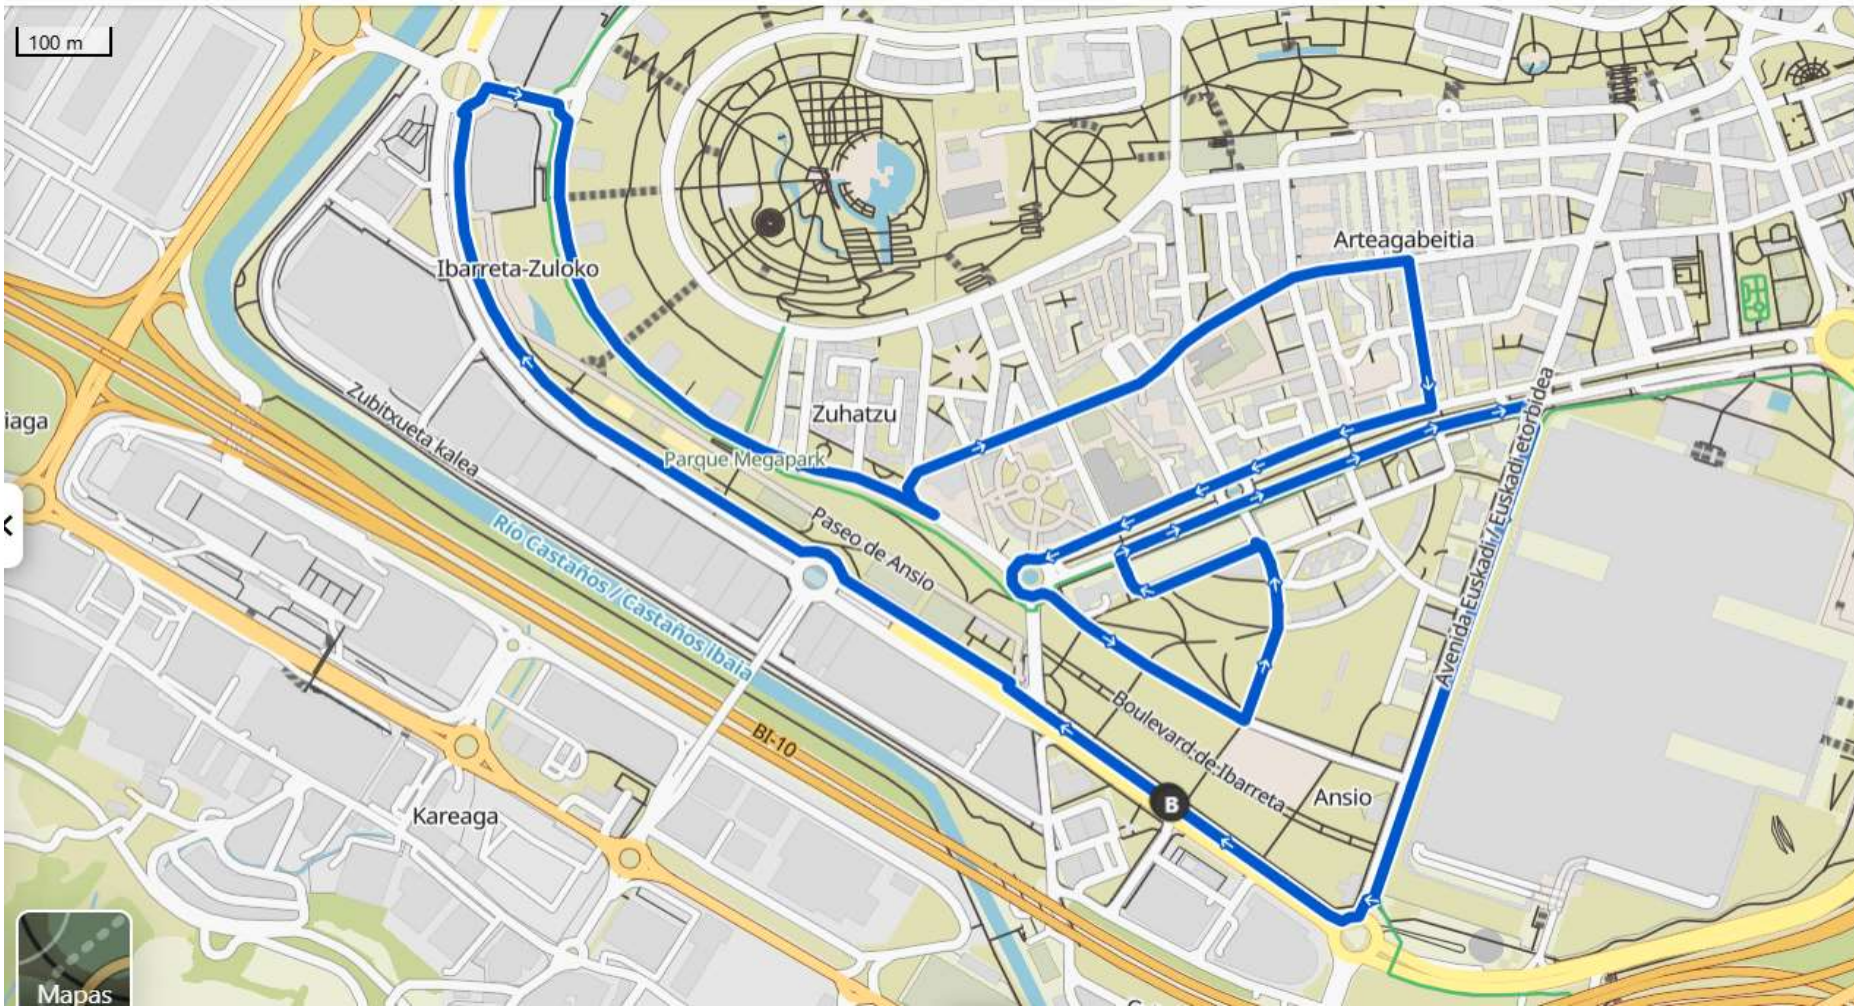 100 m
Arteagabeitia
Ibarreta-Zuloko
Zuhatzu
iaga
Zubitxueta kalea
Parque Megapark
Paseo de Ansio
Río Castaños / Castaños ibaia
Avenida Euskadi / Euskadi etorbidea
Boulevard de Ibarreta
BI-10
Ansio
B
Kareaga
Mapas